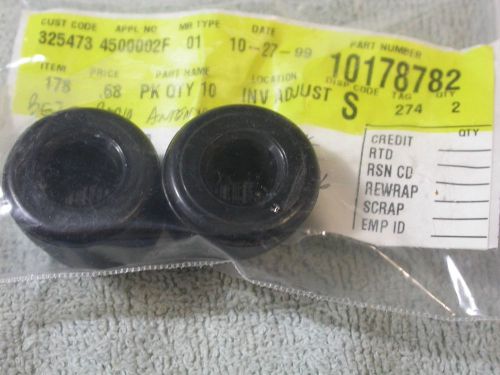 CUST CODE APPL NO MR TYPE DATE PART NUMBER
325473 4500002F 01 10-27-99 10178782
ITEM PRICE PART NAME LOCATION DISP.CODE TAG QTY
178 .68 PK QTY 10 INV ADJUST S 274 2
QTY
CREDIT
RTD
RSN CD
REWRAP
SCRAP
EMP ID